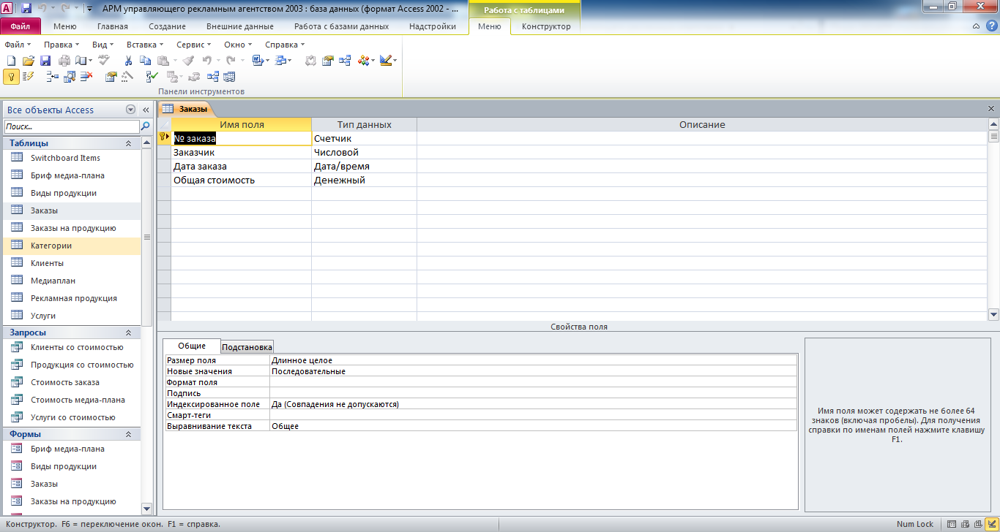 АРМ управляющего рекламным агентством 2003 : база данных (формат Access 2002 - ...
Работа с таблицами
Файл Меню Главная Создание Внешние данные Работа с базами данных Надстройки Меню Конструктор
Файл Правка Вид Вставка Сервис Окно Справка
Панели инструментов
Все объекты Access
Поиск...
Таблицы
Switchboard Items
Бриф медиа-плана
Виды продукции
Заказы
Заказы на продукцию
Категории
Клиенты
Медиаплан
Рекламная продукция
Услуги
Запросы
Клиенты со стоимостью
Продукция со стоимостью
Стоимость заказа
Стоимость медиа-плана
Услуги со стоимостью
Формы
Бриф медиа-плана
Виды продукции
Заказы
Заказы на продукцию
Заказы
Имя поля Тип данных Описание
№ заказа Счетчик
Заказчик Числовой
Дата заказа Дата/время
Общая стоимость Денежный
Свойства поля
Общие Подстановка
Размер поля Длинное целое
Новые значения Последовательные
Формат поля
Подпись
Индексированное поле Да (Совпадения не допускаются)
Смарт-теги
Выравнивание текста Общее
Имя поля может содержать не более 64
знаков (включая пробелы). Для получения
справки по именам полей нажмите клавишу
F1.
Конструктор. F6 = переключение окон. F1 = справка.
Num Lock